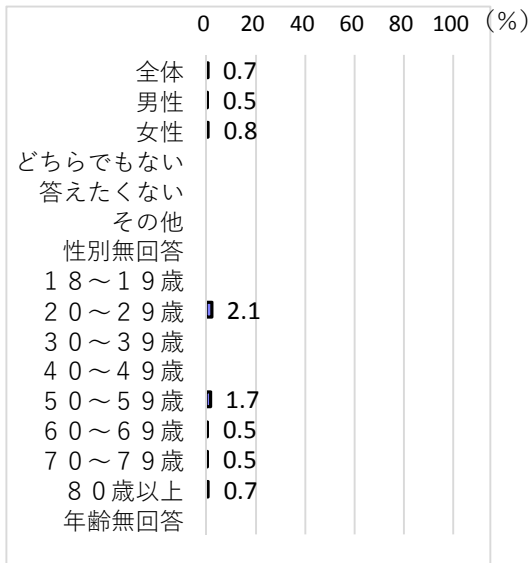 0 20 40 60 80 100 (%)
全体 0.7
男性 0.5
女性 0.8
どちらでもない
答えたくない
その他
性別無回答
１８～１９歳
２０～２９歳 2.1
３０～３９歳
４０～４９歳
５０～５９歳 1.7
６０～６９歳 0.5
７０～７９歳 0.5
８０歳以上 0.7
年齢無回答